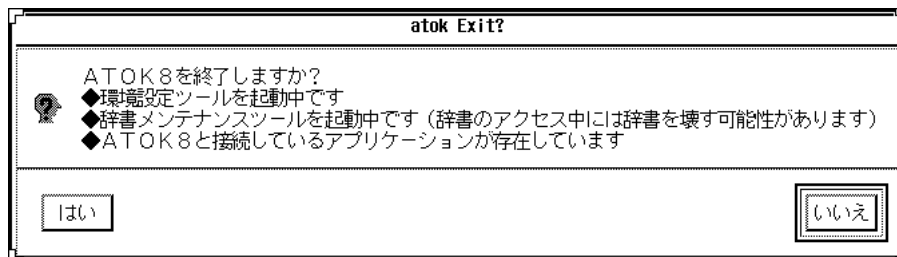 atok Exit?
ATOK8を終了しますか?
◆環境設定ツールを起動中です
◆辞書メンテナンスツールを起動中です(辞書のアクセス中には辞書を壊す可能性があります)
◆ATOK8と接続しているアプリケーションが存在しています
はい
いいえ